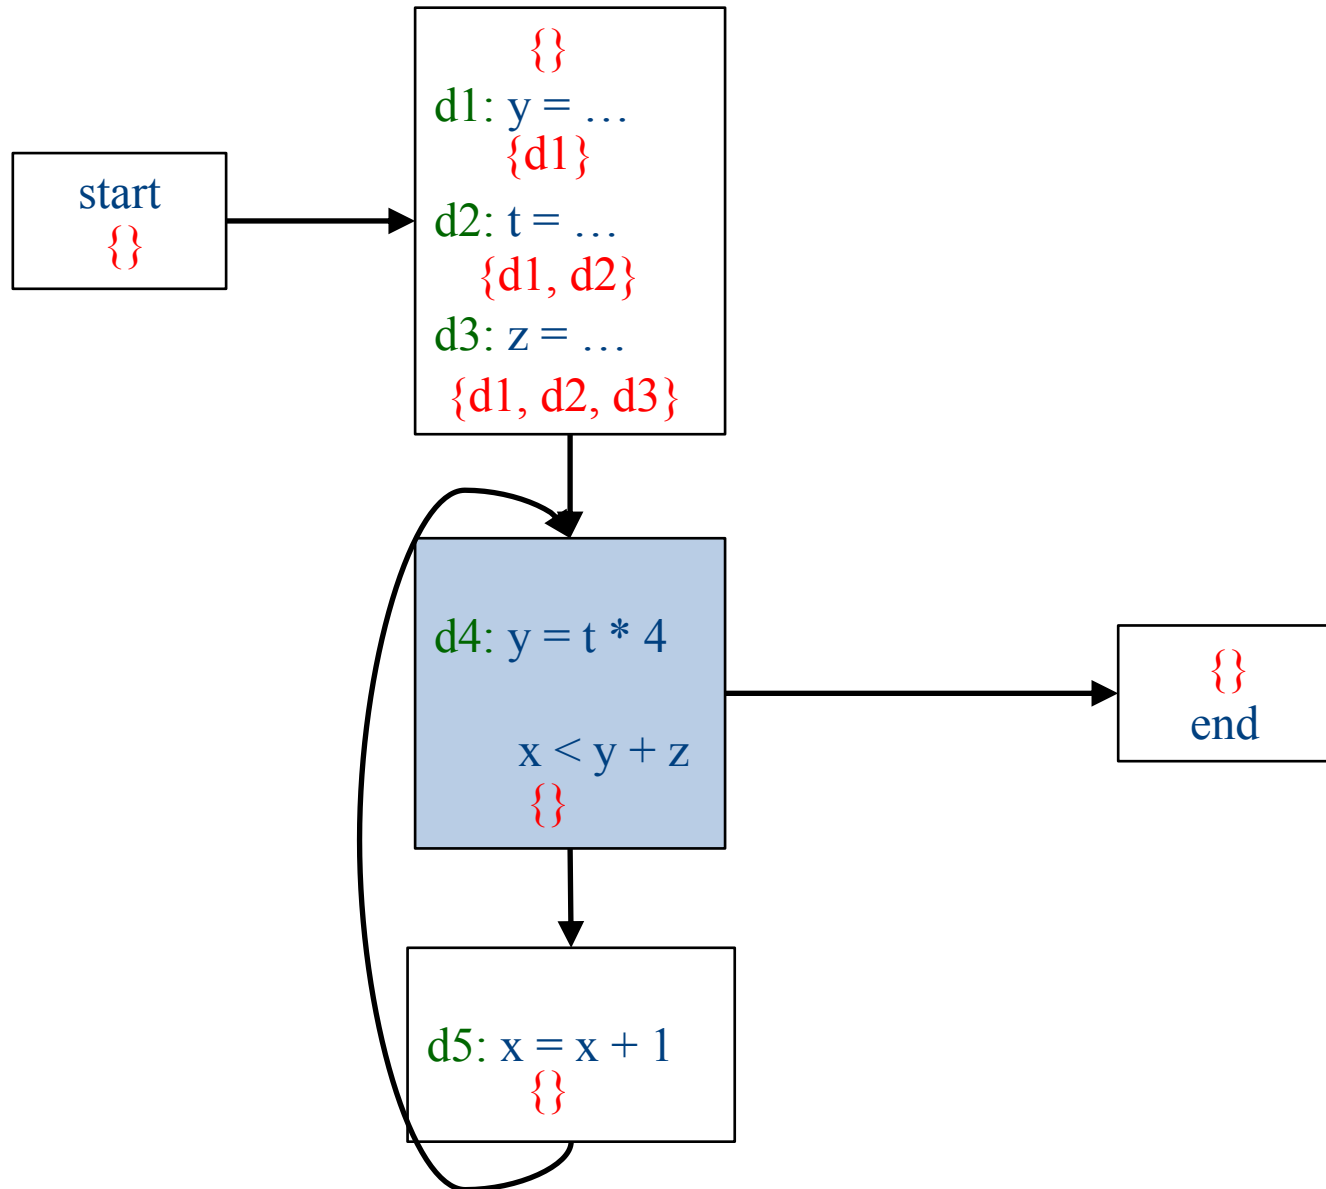 start
{}
{}
d1: y = …
{d1}
d2: t = …
{d1, d2}
d3: z = …
{d1, d2, d3}
d4: y = t * 4
x < y + z
{}
{}
end
d5: x = x + 1
{}